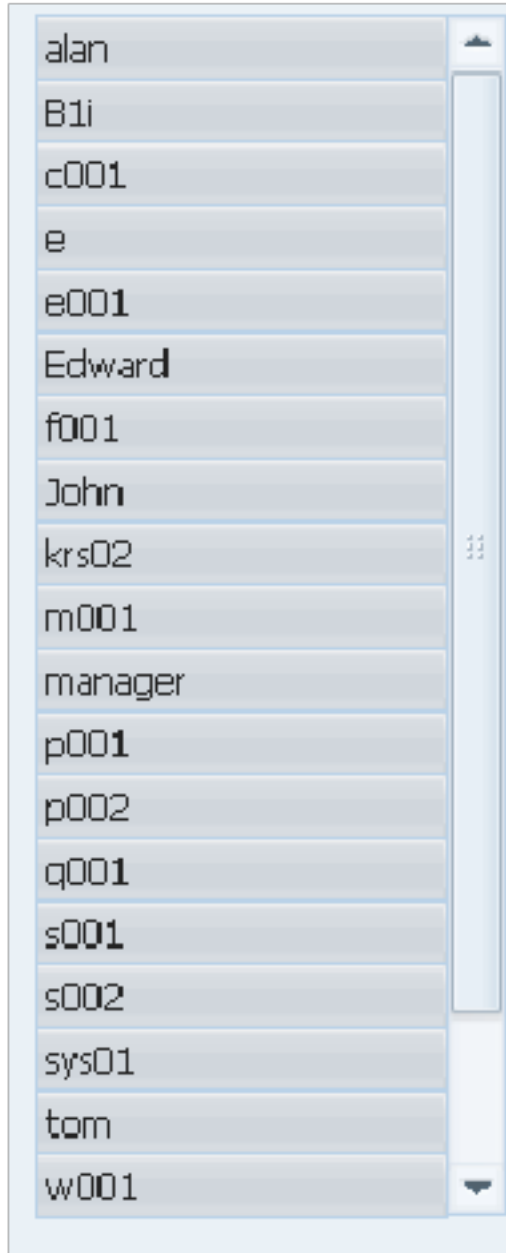 alan
B1i
c001
e
e001
Edward
f001
John
krs02
m001
manager
p001
p002
q001
s001
s002
sys01
tom
w001